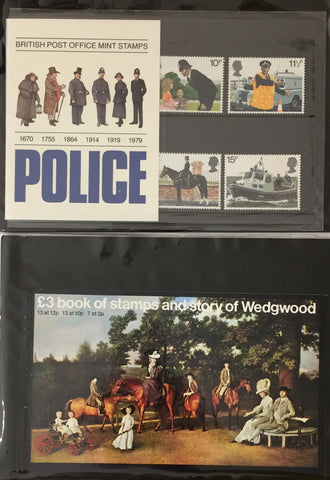 BRITISH POST OFFICE MINT STAMPS
1670 1755 1864 1914 1919 1979
POLICE
10p
11½p
15p
£3 book of stamps and story of Wedgwood
13 at 12p 13 at 10p 7 at 2p